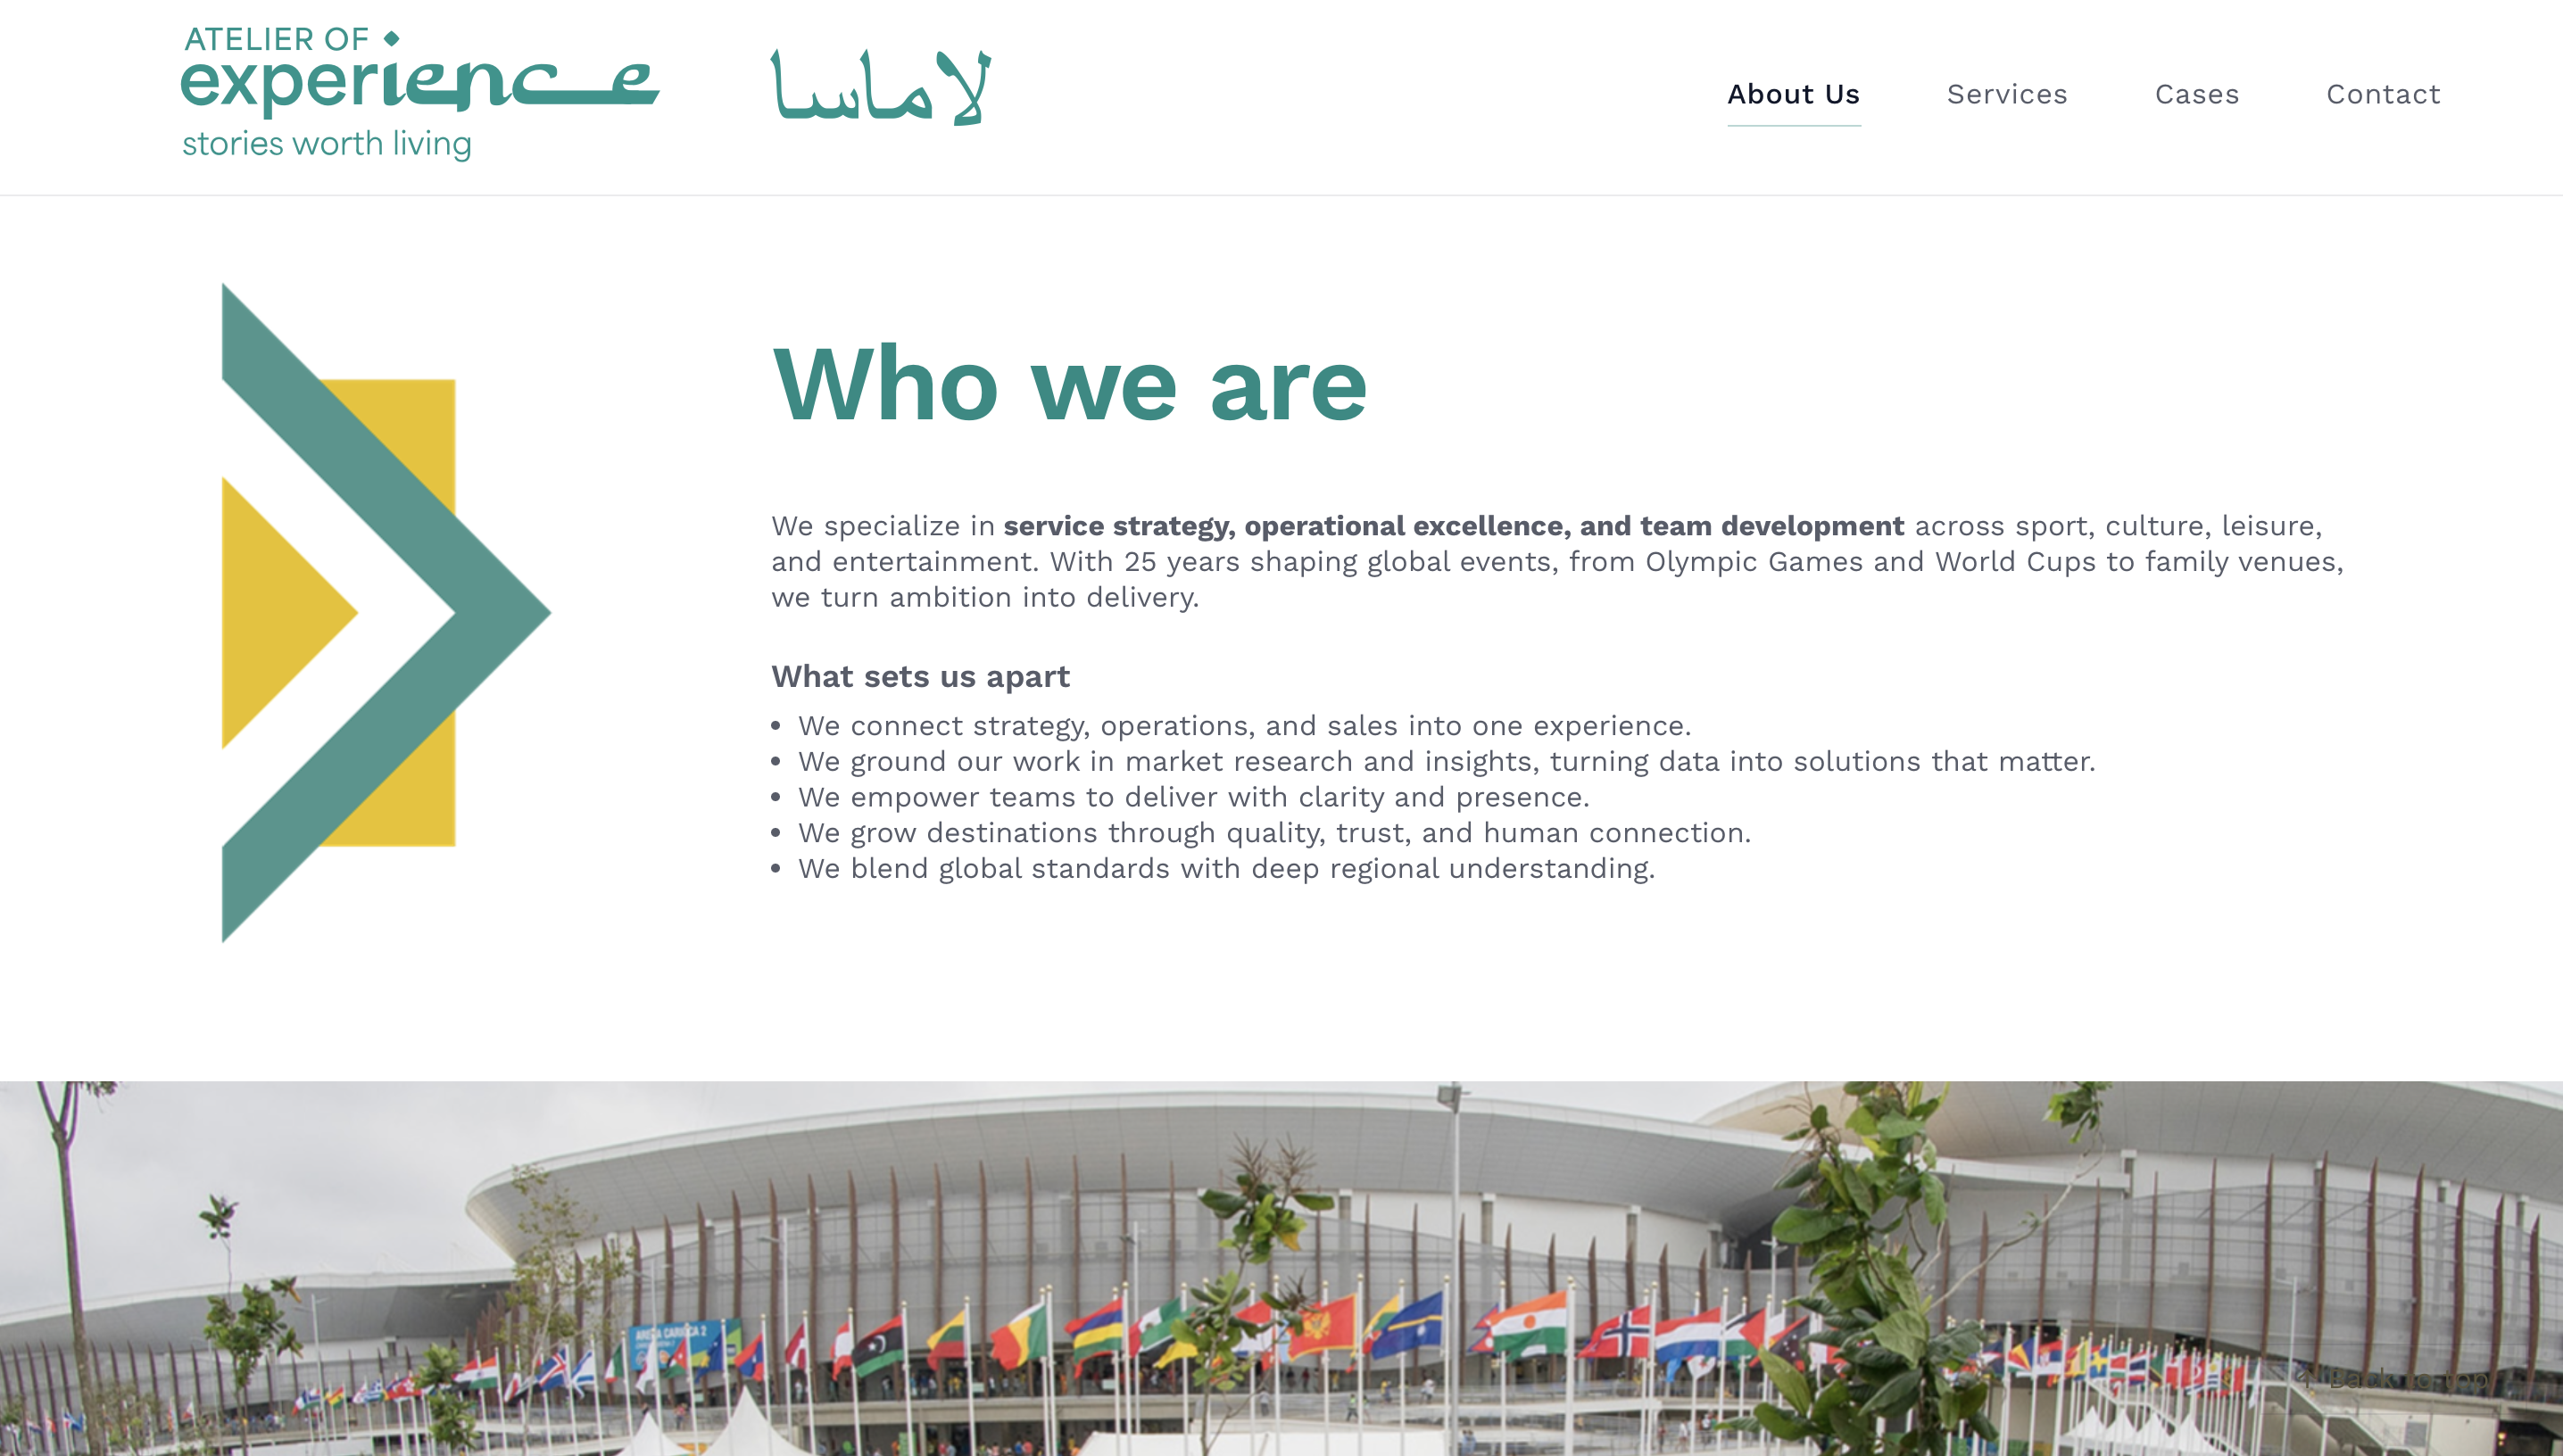 ATELIER OF
experience
stories worth living
لاماسا
About Us
Services
Cases
Contact
Who we are
We specialize in service strategy, operational excellence, and team development across sport, culture, leisure,
and entertainment. With 25 years shaping global events, from Olympic Games and World Cups to family venues,
we turn ambition into delivery.
What sets us apart
• We connect strategy, operations, and sales into one experience.
• We ground our work in market research and insights, turning data into solutions that matter.
• We empower teams to deliver with clarity and presence.
• We grow destinations through quality, trust, and human connection.
• We blend global standards with deep regional understanding.
ARENA CARIOCA 2
Back to top